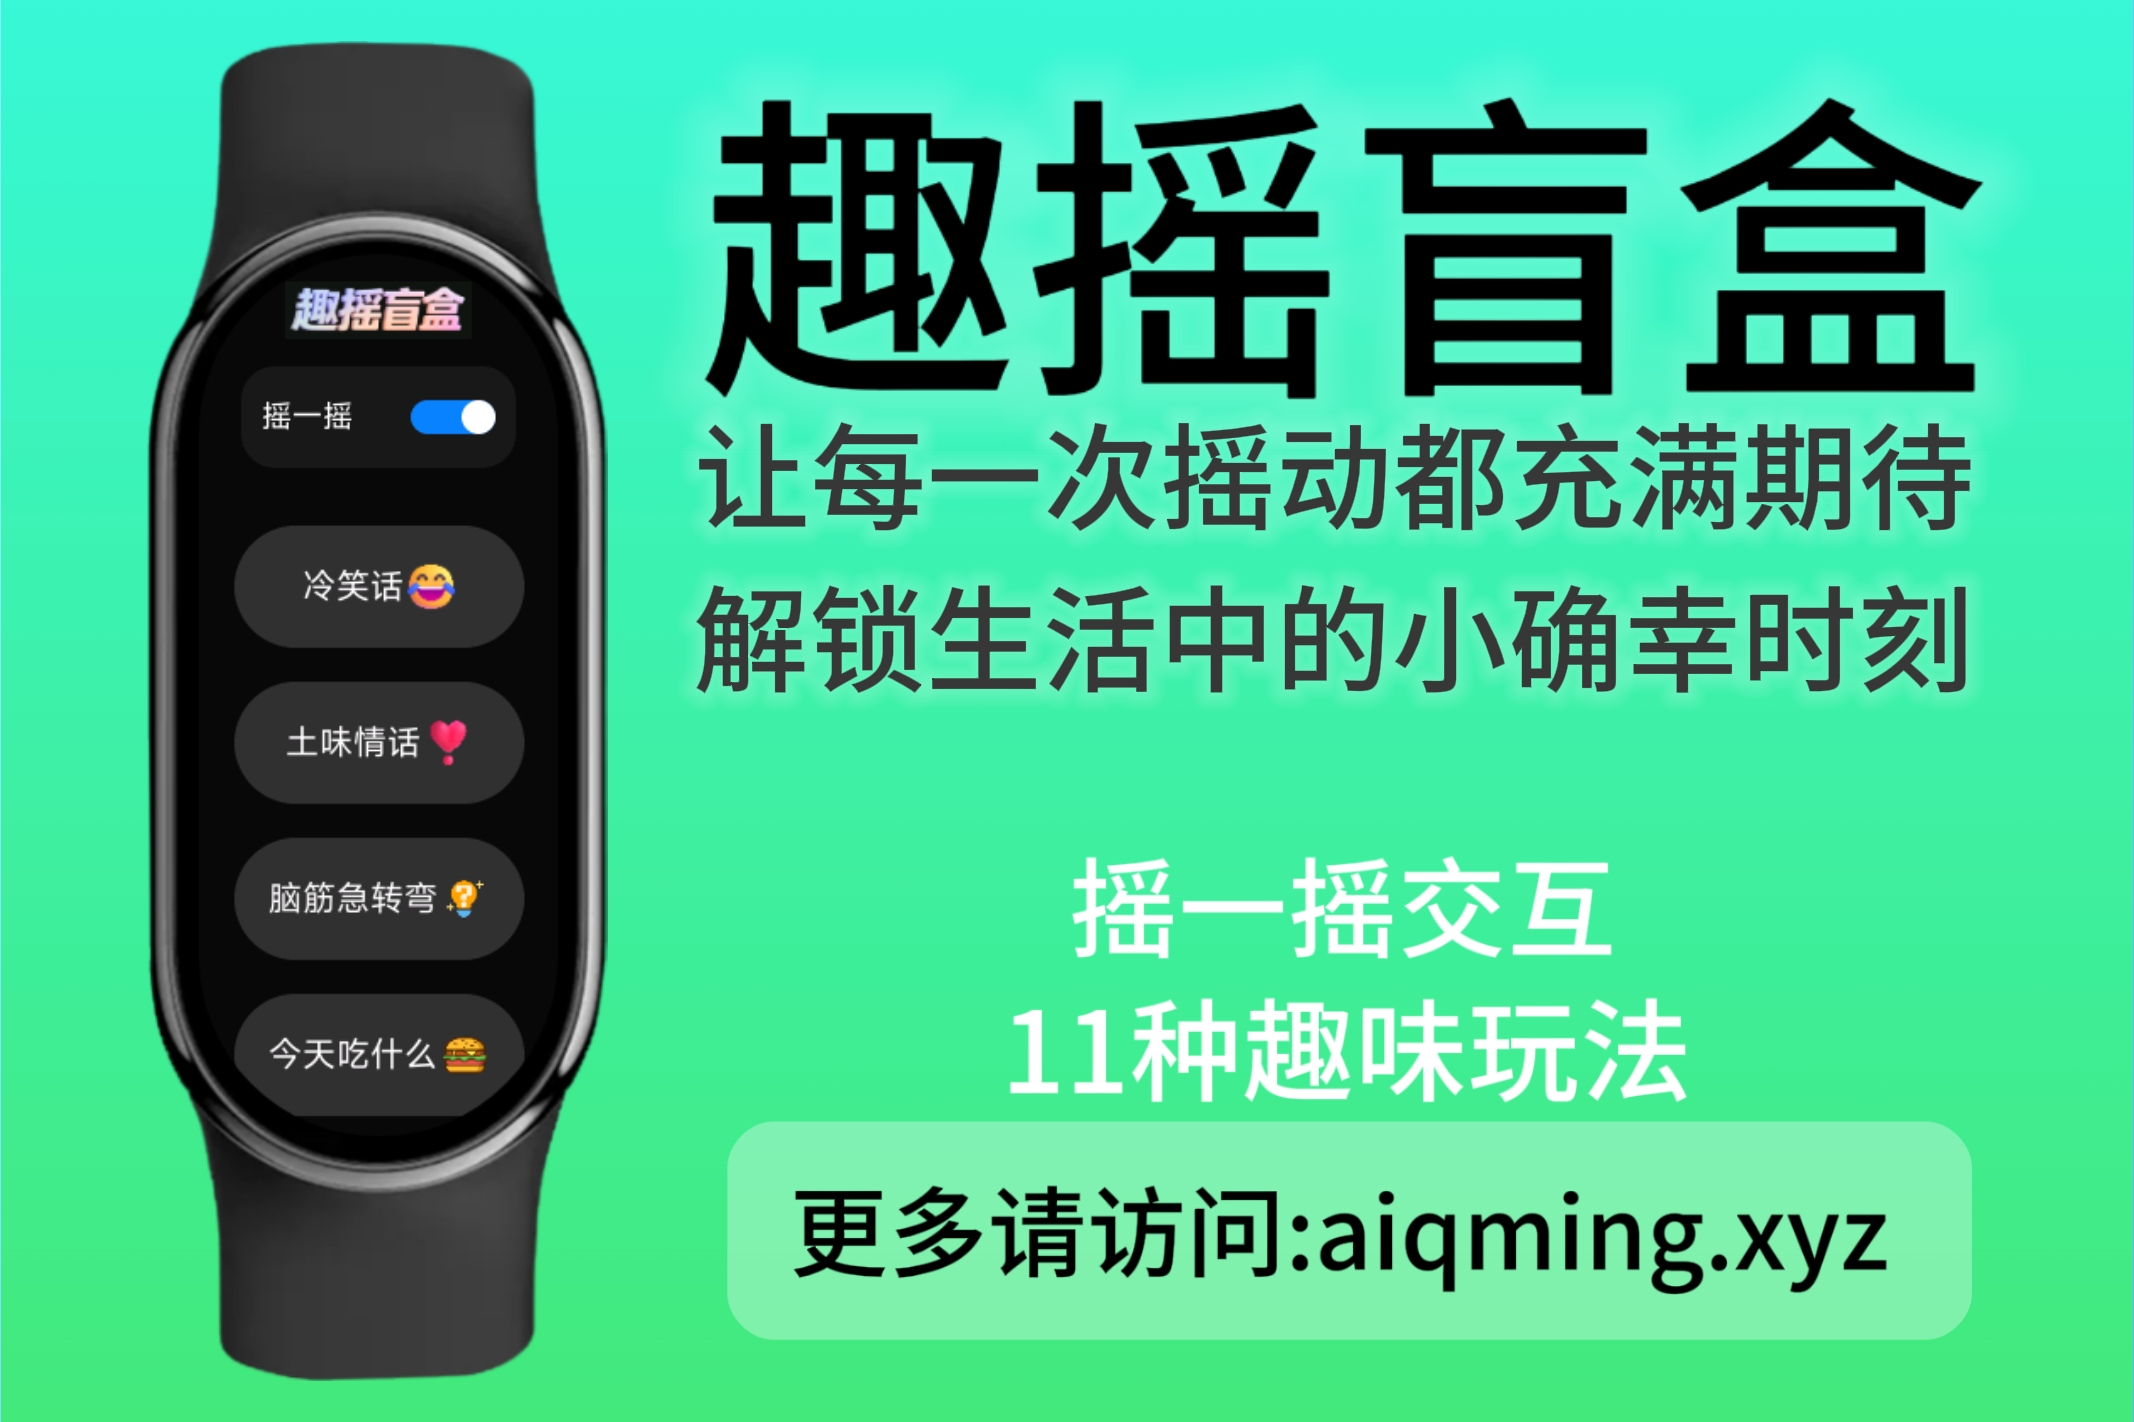 趣摇盲盒
摇一摇
冷笑话😂
土味情话❣️
脑筋急转弯
今天吃什么🍔
趣摇盲盒
让每一次摇动都充满期待
解锁生活中的小确幸时刻
摇一摇交互
11种趣味玩法
更多请访问:aiqming.xyz